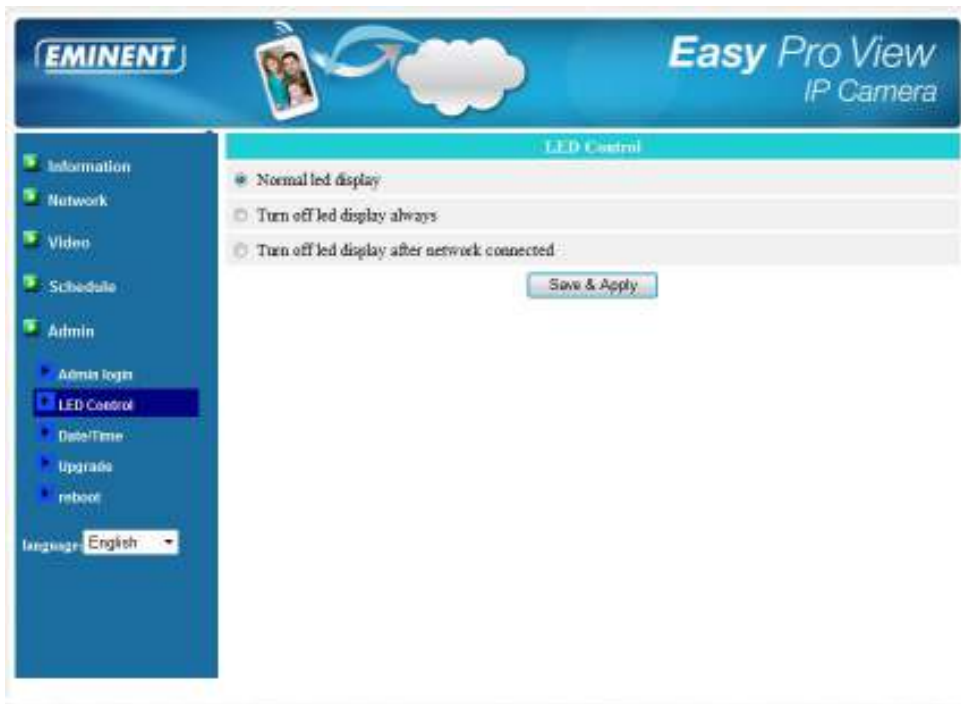 EMINENT
Easy Pro View
IP Camera
Information
Network
Video
Schedule
Admin
Admin login
LED Control
Date/Time
Upgrade
reboot
language: English
LED Control
Normal led display
Turn off led display always
Turn off led display after network connected
Save & Apply